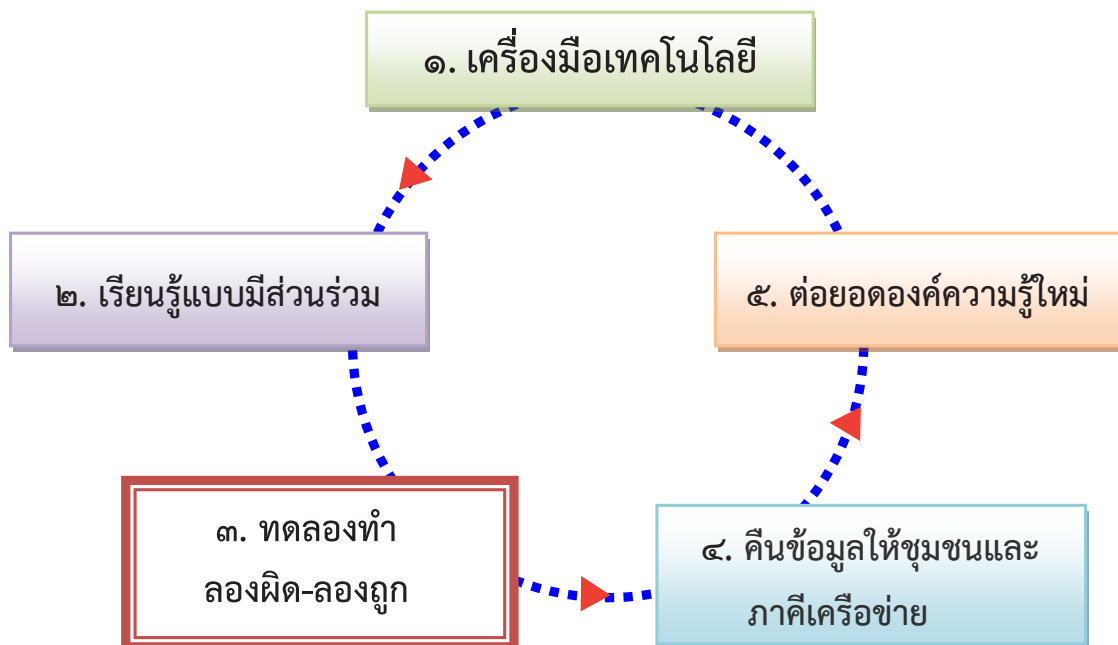 ๑. เครื่องมือเทคโนโลยี
๒. เรียนรู้แบบมีส่วนร่วม
๓. ทดลองทำ
ลองผิด-ลองถูก
๔. คืนข้อมูลให้ชุมชนและ
ภาคีเครือข่าย
๕. ต่อยอดองค์ความรู้ใหม่